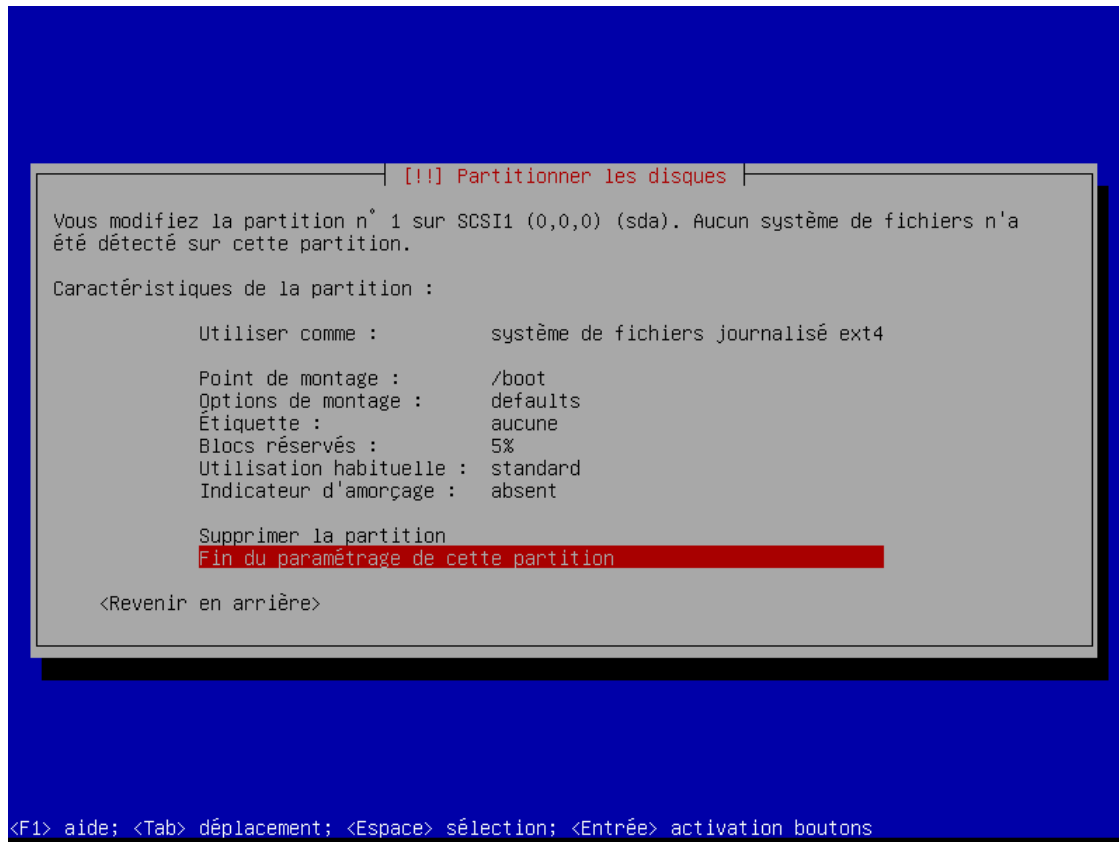 [!!] Partitionner les disques
Vous modifiez la partition n° 1 sur SCSI1 (0,0,0) (sda). Aucun système de fichiers n'a
été détecté sur cette partition.
Caractéristiques de la partition :
Utiliser comme : système de fichiers journalisé ext4
Point de montage : /boot
Options de montage : defaults
Étiquette : aucune
Blocs réservés : 5%
Utilisation habituelle : standard
Indicateur d'amorçage : absent
Supprimer la partition
Fin du paramétrage de cette partition
<Revenir en arrière>
<F1> aide; <Tab> déplacement; <Espace> sélection; <Entrée> activation boutons